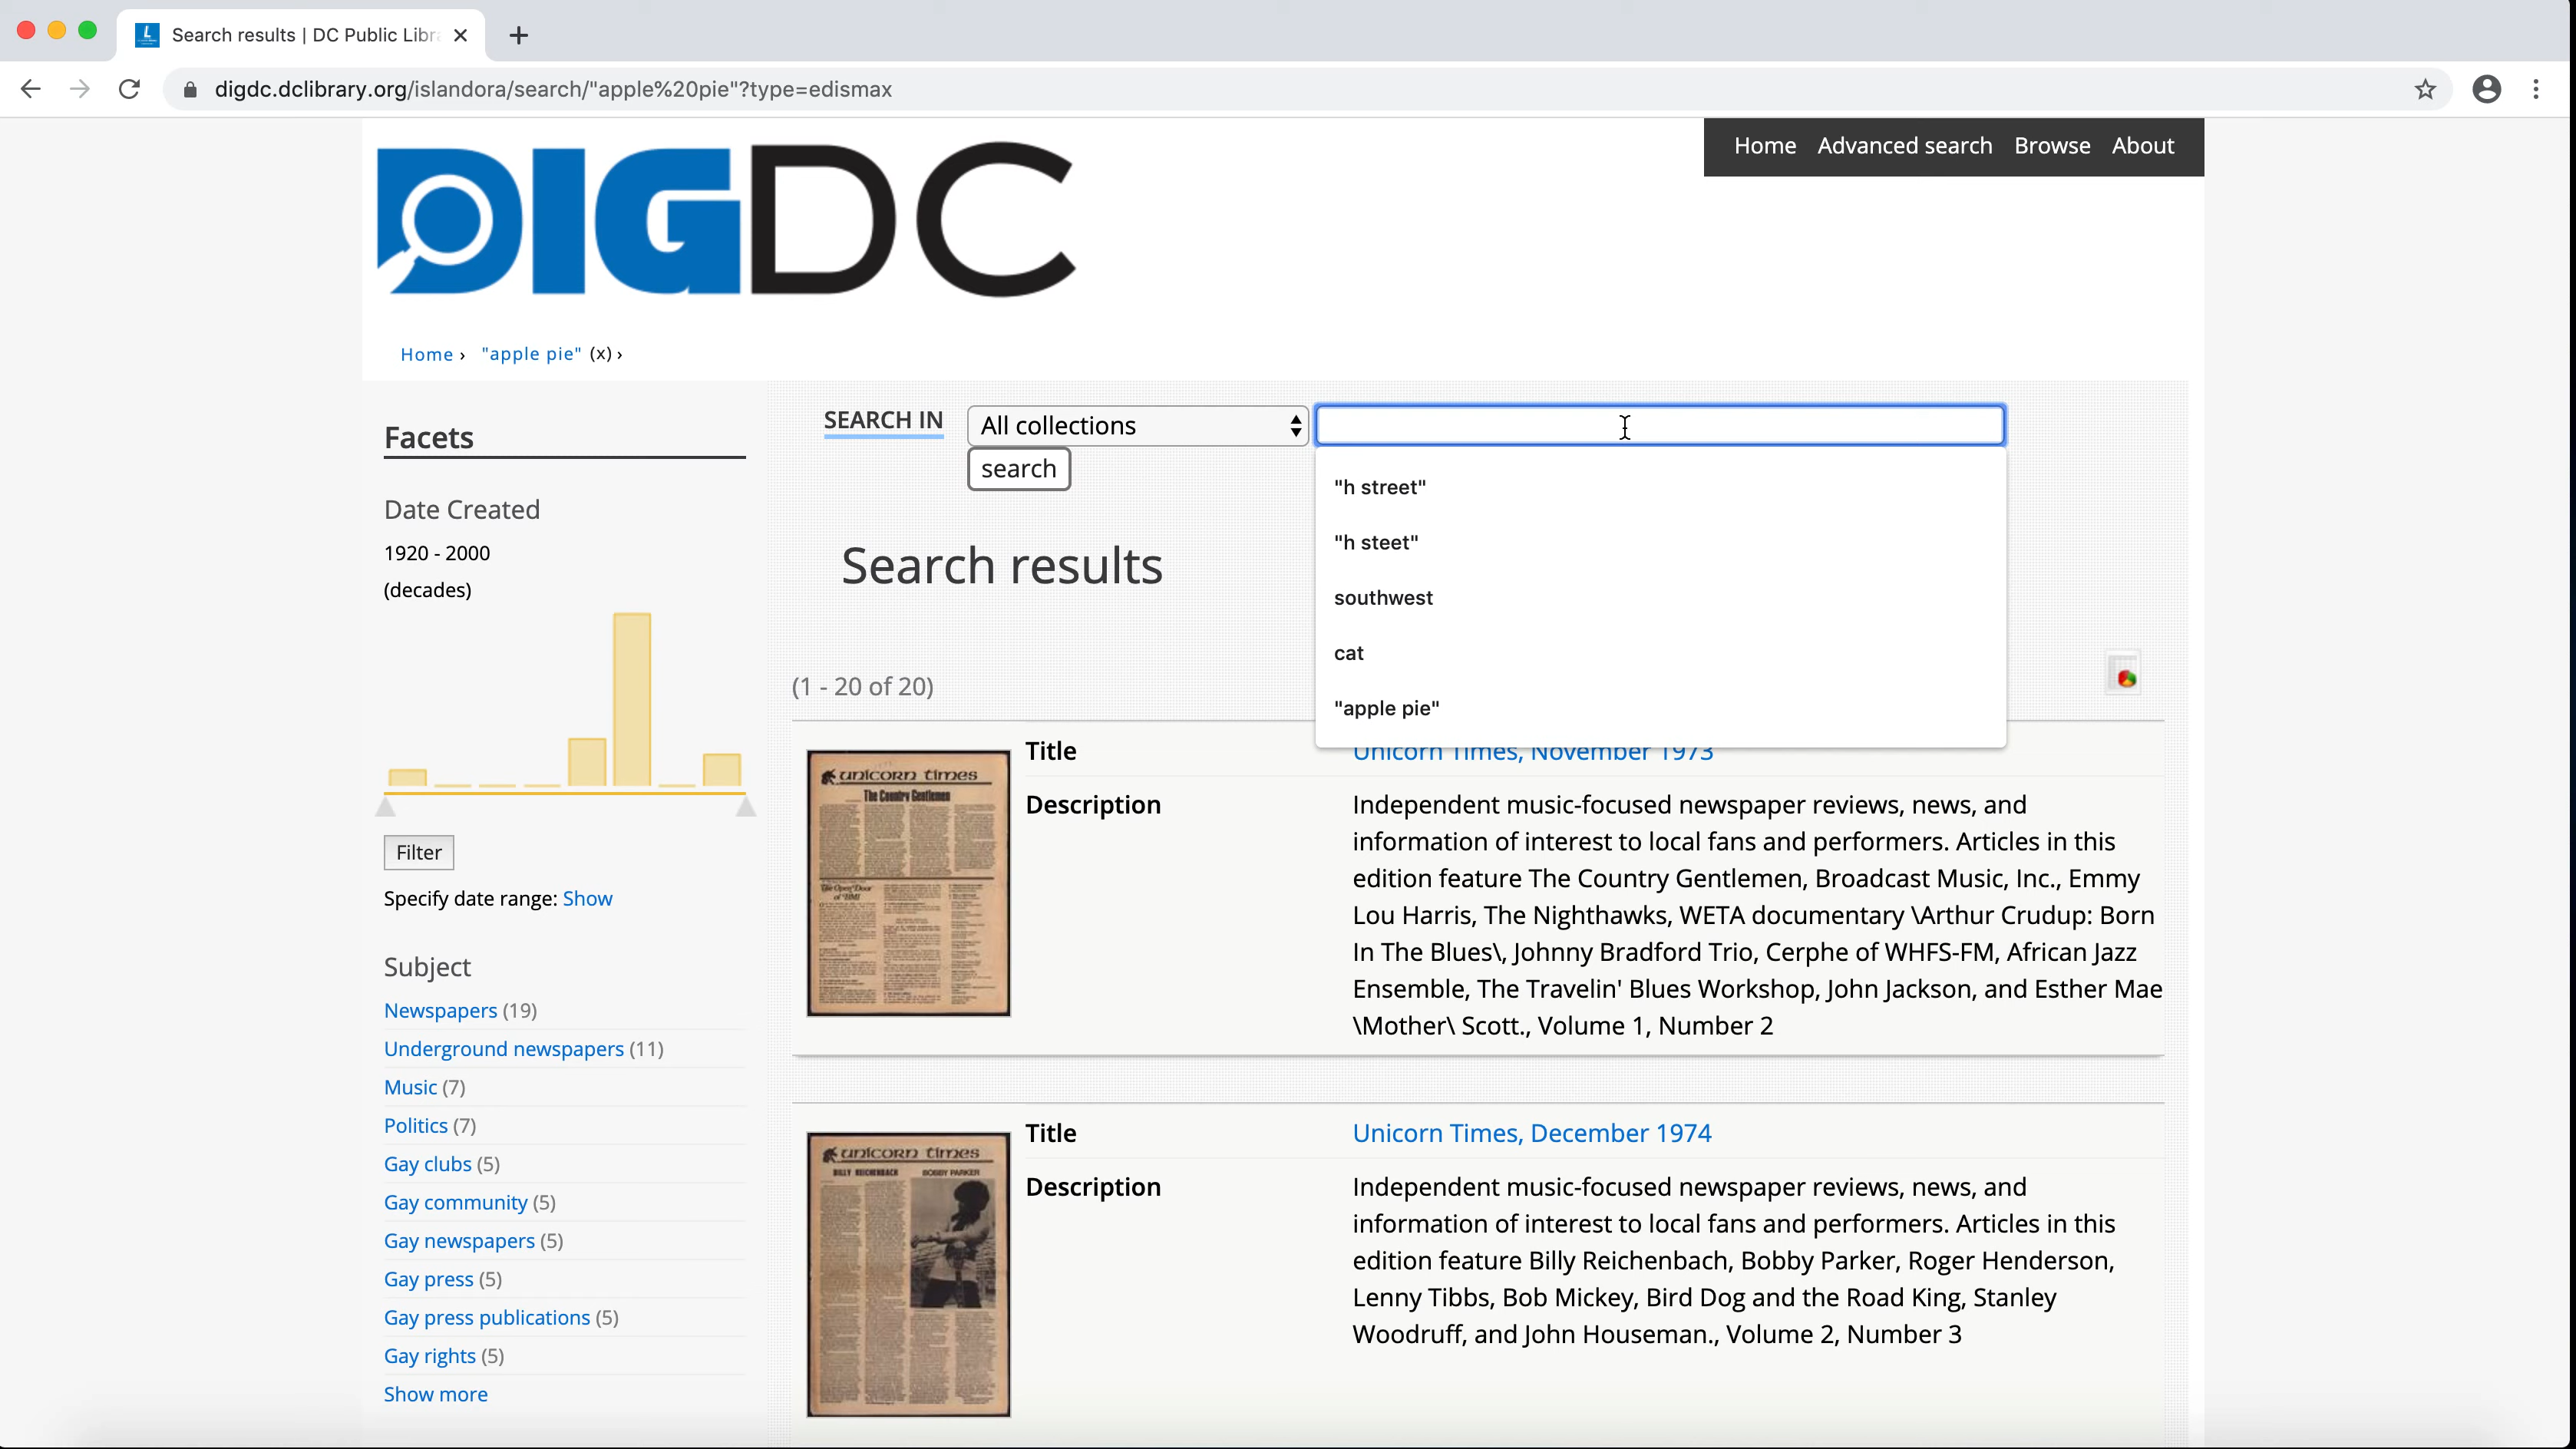 Search results | DC Public Libr
digdc.dclibrary.org/islandora/search/"apple%20pie"?type=edismax
Home Advanced search Browse About
DIGDC
Home › "apple pie" (x) ›
SEARCH IN All collections
search
"h street"
"h steet"
southwest
cat
"apple pie"
Facets
Date Created
1920 - 2000
(decades)
Filter
Specify date range: Show
Subject
Newspapers (19)
Underground newspapers (11)
Music (7)
Politics (7)
Gay clubs (5)
Gay community (5)
Gay newspapers (5)
Gay press (5)
Gay press publications (5)
Gay rights (5)
Show more
Search results
(1 - 20 of 20)
unicorn times
The Country Gentlemen
The Open Door
of BMI
Title Unicorn Times, November 1973
Description Independent music-focused newspaper reviews, news, and
information of interest to local fans and performers. Articles in this
edition feature The Country Gentlemen, Broadcast Music, Inc., Emmy
Lou Harris, The Nighthawks, WETA documentary \Arthur Crudup: Born
In The Blues\, Johnny Bradford Trio, Cerphe of WHFS-FM, African Jazz
Ensemble, The Travelin' Blues Workshop, John Jackson, and Esther Mae
\Mother\ Scott., Volume 1, Number 2
unicorn times
BILLY REICHENBACH BOBBY PARKER
Title Unicorn Times, December 1974
Description Independent music-focused newspaper reviews, news, and
information of interest to local fans and performers. Articles in this
edition feature Billy Reichenbach, Bobby Parker, Roger Henderson,
Lenny Tibbs, Bob Mickey, Bird Dog and the Road King, Stanley
Woodruff, and John Houseman., Volume 2, Number 3